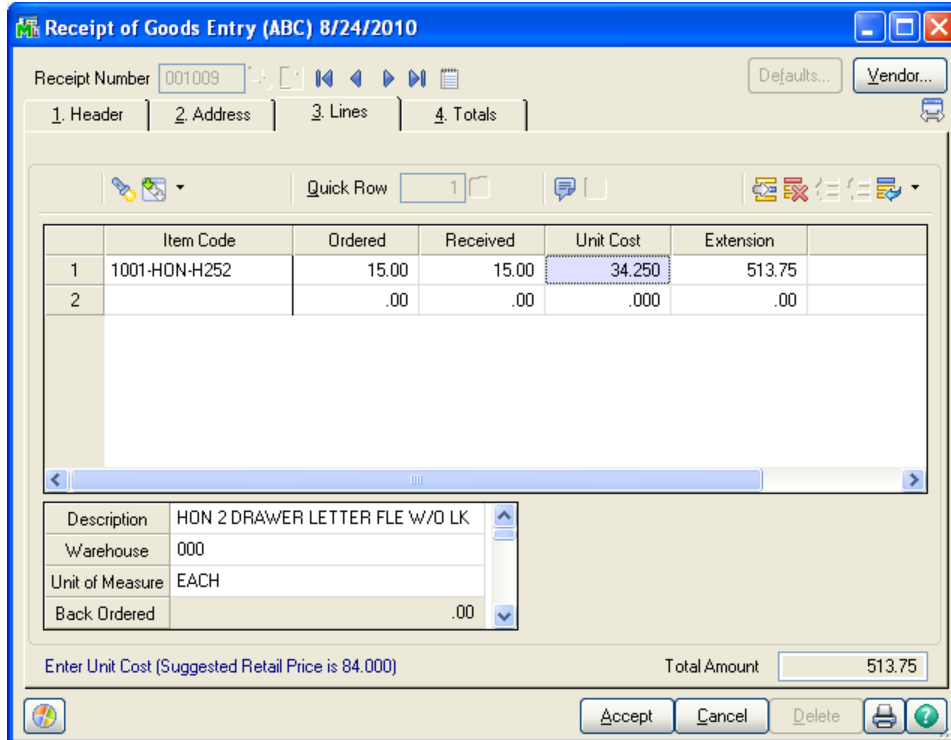 Receipt of Goods Entry (ABC) 8/24/2010
Receipt Number 001009 Defaults... Vendor...
1. Header 2. Address 3. Lines 4. Totals
Quick Row 1
Item Code Ordered Received Unit Cost Extension
1 1001-HON-H252 15.00 15.00 34.250 513.75
2 .00 .00 .000 .00
Description HON 2 DRAWER LETTER FLE W/O LK
Warehouse 000
Unit of Measure EACH
Back Ordered .00
Enter Unit Cost (Suggested Retail Price is 84.000) Total Amount 513.75
Accept Cancel Delete